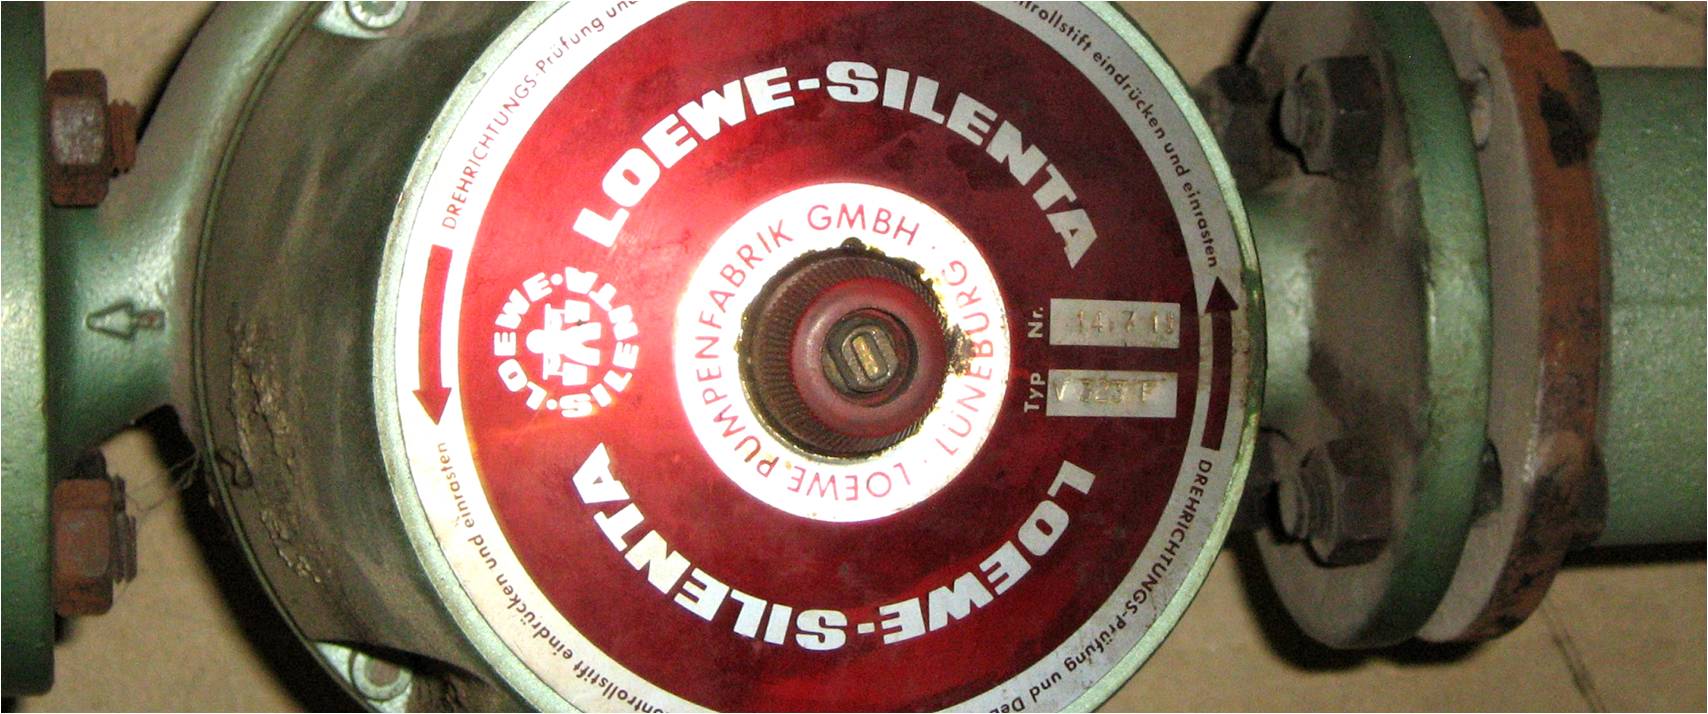 DREHRICHTUNGS-Prüfung und
eindrücken und einrasten
LOEWE-SILENTA
LOEWE·SILENTA·
LOEWE PUMPENFABRIK GMBH · LÜNEBURG ·
Nr.
Typ V 323 F
LOEWE-SILENTA
DREHRICHTUNGS-Prüfung und
Kontrollstift eindrücken und einrasten